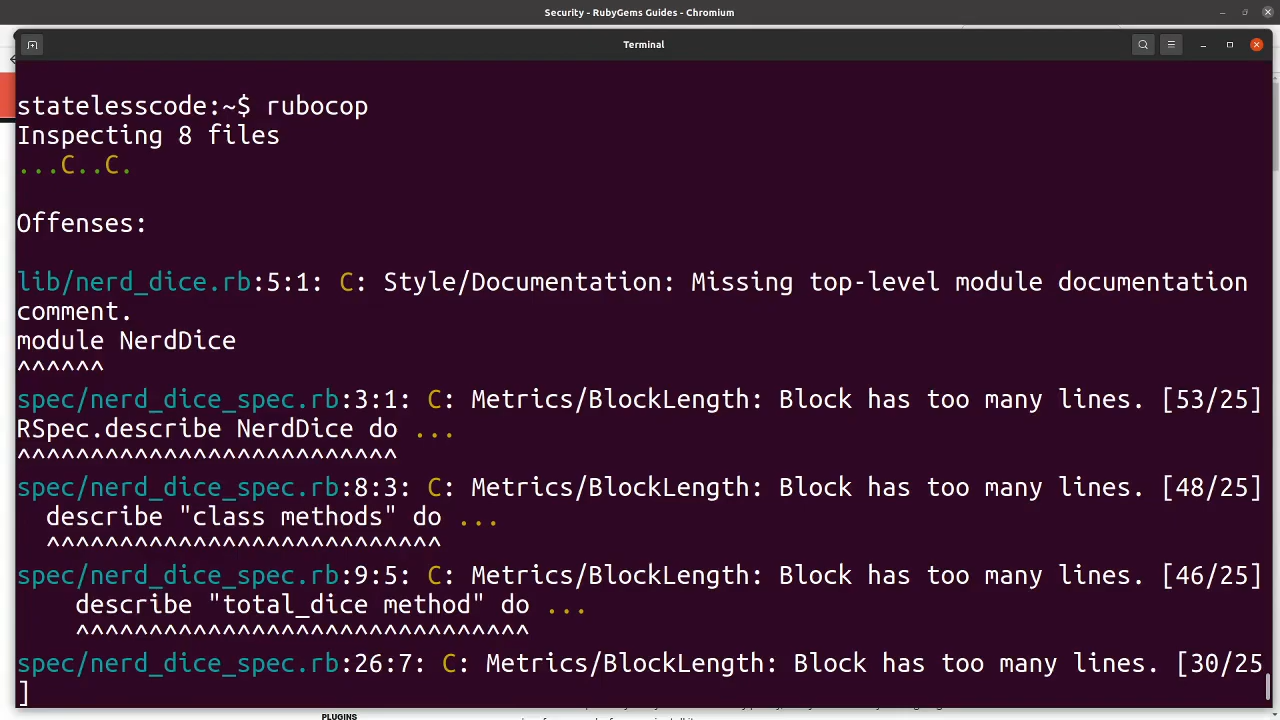 Security - RubyGems Guides - Chromium
Terminal
statelesscode:~$ rubocop
Inspecting 8 files
...C..C.
Offenses:
lib/nerd_dice.rb:5:1: C: Style/Documentation: Missing top-level module documentation
comment.
module NerdDice
^^^^^^
spec/nerd_dice_spec.rb:3:1: C: Metrics/BlockLength: Block has too many lines. [53/25]
RSpec.describe NerdDice do ...
^^^^^^^^^^^^^^^^^^^^^^^^^^
spec/nerd_dice_spec.rb:8:3: C: Metrics/BlockLength: Block has too many lines. [48/25]
  describe "class methods" do ...
  ^^^^^^^^^^^^^^^^^^^^^^^^^^^
spec/nerd_dice_spec.rb:9:5: C: Metrics/BlockLength: Block has too many lines. [46/25]
    describe "total_dice method" do ...
    ^^^^^^^^^^^^^^^^^^^^^^^^^^^^^^^
spec/nerd_dice_spec.rb:26:7: C: Metrics/BlockLength: Block has too many lines. [30/25
]
PLUGINS